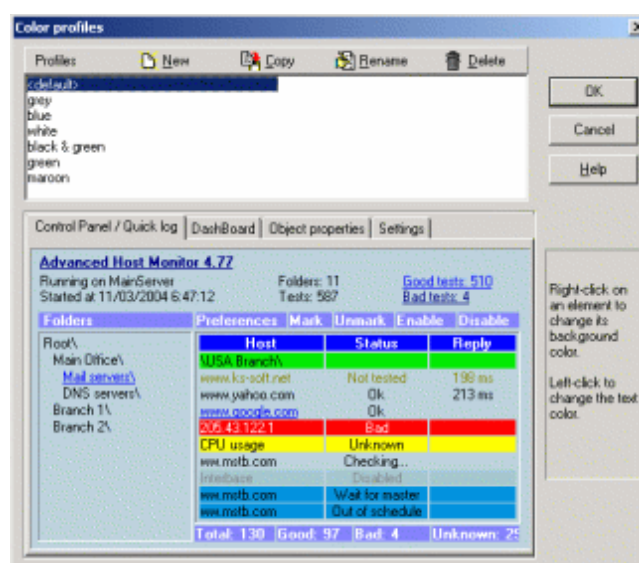 Color profiles
Profiles New Copy Rename Delete
<default>
grey
blue
white
black & green
green
maroon
OK
Cancel
Help
Control Panel / Quick log DashBoard Object properties Settings
Advanced Host Monitor 4.77
Running on MainServer Folders: 11 Good tests: 510
Started at 11/03/2004 6:47:12 Tests: 587 Bad tests: 4
Folders Preferences Mark Unmark Enable Disable
Root\
Main Office\
Mail servers\
DNS servers\
Branch 1\
Branch 2\
Host Status Reply
\USA Branch\
www.ks-soft.net Not tested 198 ms
www.yahoo.com Ok 213 ms
www.google.com Ok
205.43.122.1 Bad
CPU usage Unknown
www.mstb.com Checking...
Interbase Disabled
www.mstb.com Wait for master
www.mstb.com Out of schedule
Total: 130 Good: 97 Bad: 4 Unknown: 29
Right-click on
an element to
change its
background
color.
Left-click to
change the text
color.